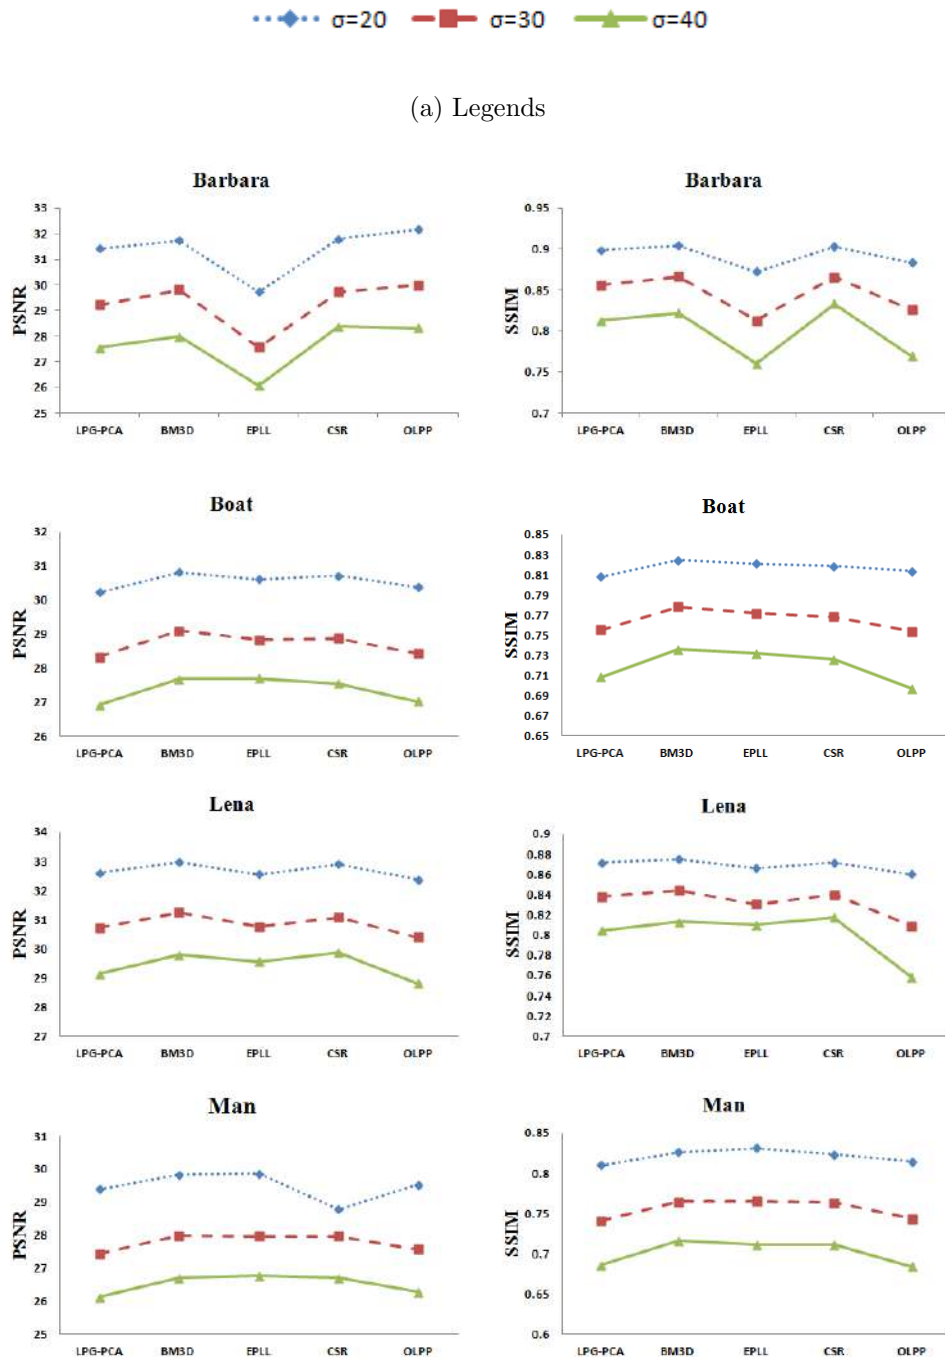 σ=20 σ=30 σ=40
(a) Legends
Barbara
33
32
31
30
29
28
27
26
25
PSNR
LPG-PCA BM3D EPLL CSR OLPP
Barbara
0.95
0.9
0.85
0.8
0.75
0.7
SSIM
LPG-PCA BM3D EPLL CSR OLPP
Boat
32
31
30
29
28
27
26
PSNR
LPG-PCA BM3D EPLL CSR OLPP
Boat
0.85
0.83
0.81
0.79
0.77
0.75
0.73
0.71
0.69
0.67
0.65
SSIM
LPG-PCA BM3D EPLL CSR OLPP
Lena
34
33
32
31
30
29
28
27
PSNR
LPG-PCA BM3D EPLL CSR OLPP
Lena
0.9
0.88
0.86
0.84
0.82
0.8
0.78
0.76
0.74
0.72
0.7
SSIM
LPG-PCA BM3D EPLL CSR OLPP
Man
31
30
29
28
27
26
25
PSNR
LPG-PCA BM3D EPLL CSR OLPP
Man
0.85
0.8
0.75
0.7
0.65
0.6
SSIM
LPG-PCA BM3D EPLL CSR OLPP